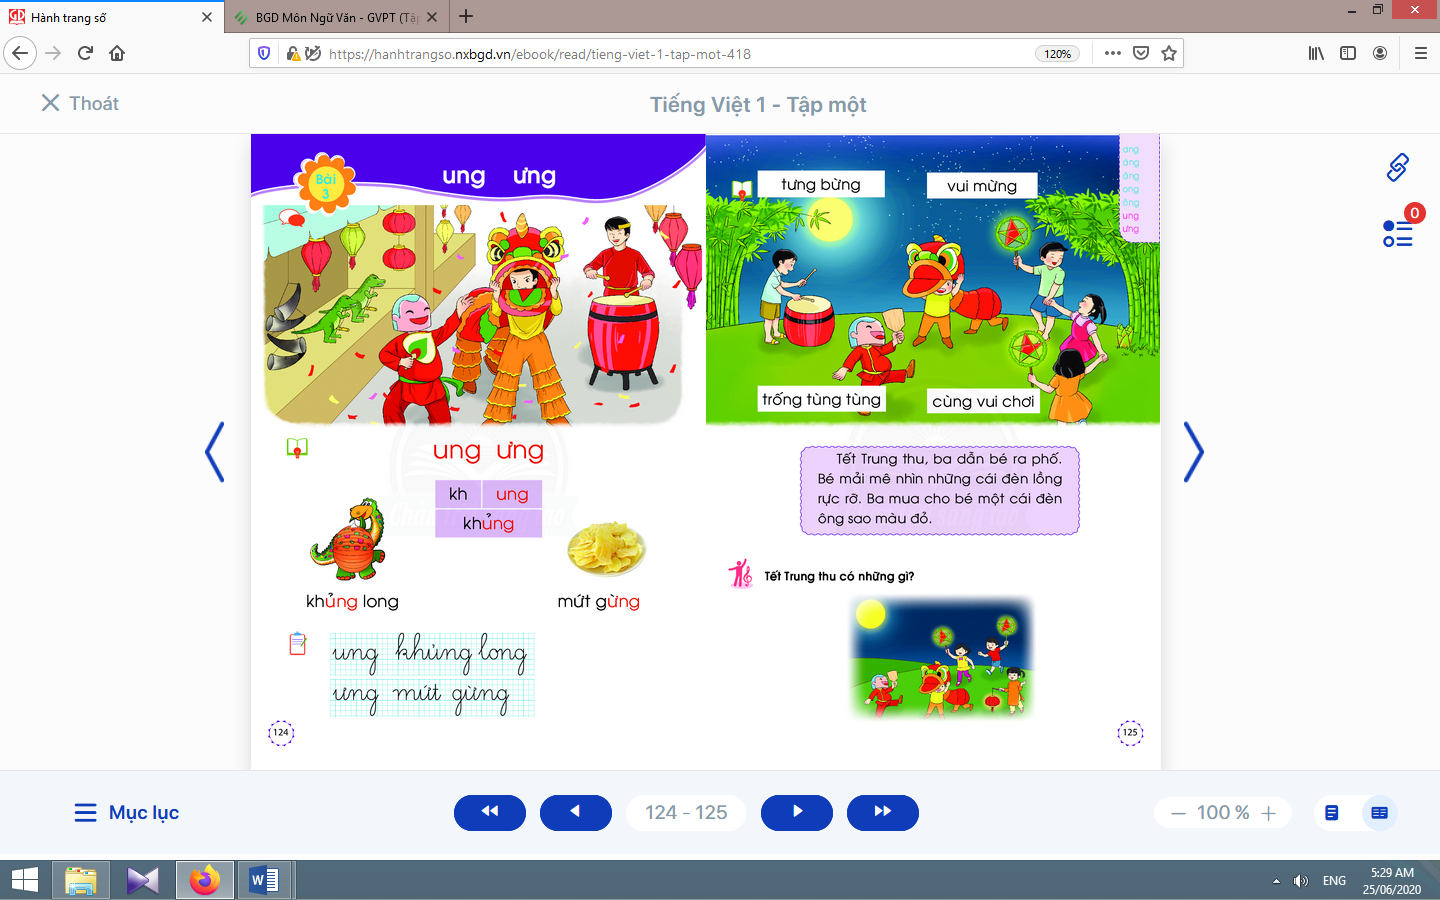 Hành trang số
BGD Môn Ngữ Văn - GVPT (Tập
https://hanhtrangso.nxbgd.vn/ebook/read/tieng-viet-1-tap-mot-418
120%
Thoát
Tiếng Việt 1 - Tập một
0
Bài
3
ung ưng
ung ưng
kh ung
khủng
khủng long
mứt gừng
ung khủng long
ưng mứt gừng
124
ang
ăng
âng
ong
ông
ung
ưng
tưng bừng
vui mừng
trống tùng tùng
cùng vui chơi
Tết Trung thu, ba dẫn bé ra phố.
Bé mải mê nhìn những cái đèn lồng
rực rỡ. Ba mua cho bé một cái đèn
ông sao màu đỏ.
Tết Trung thu có những gì?
125
Mục lục
124 - 125
100 %
ENG
5:29 AM
25/06/2020